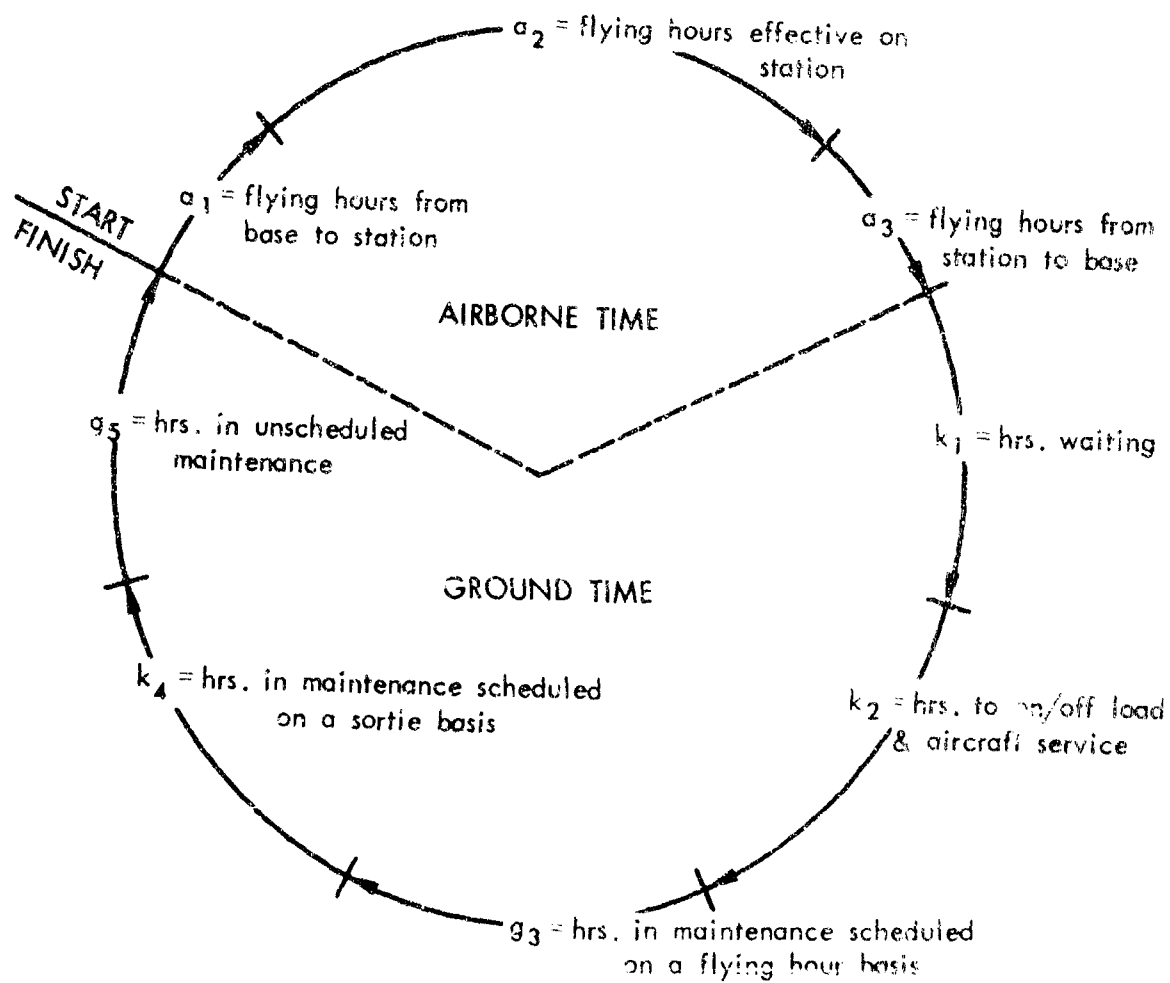 a2 = flying hours effective on
station
START
FINISH
a1 = flying hours from
base to station
a3 = flying hours from
station to base
AIRBORNE TIME
g5 = hrs. in unscheduled
maintenance
k1 = hrs. waiting
GROUND TIME
k4 = hrs. in maintenance scheduled
on a sortie basis
k2 = hrs. to on/off load
& aircraft service
g3 = hrs. in maintenance scheduled
on a flying hour basis